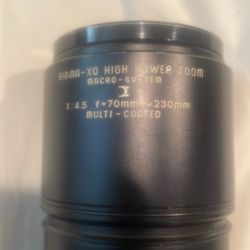 SIGMA-XQ HIGH POWER ZOOM
MACRO-SYSTEM
I
1:4.5 f=70mm~230mm
MULTI-COATED